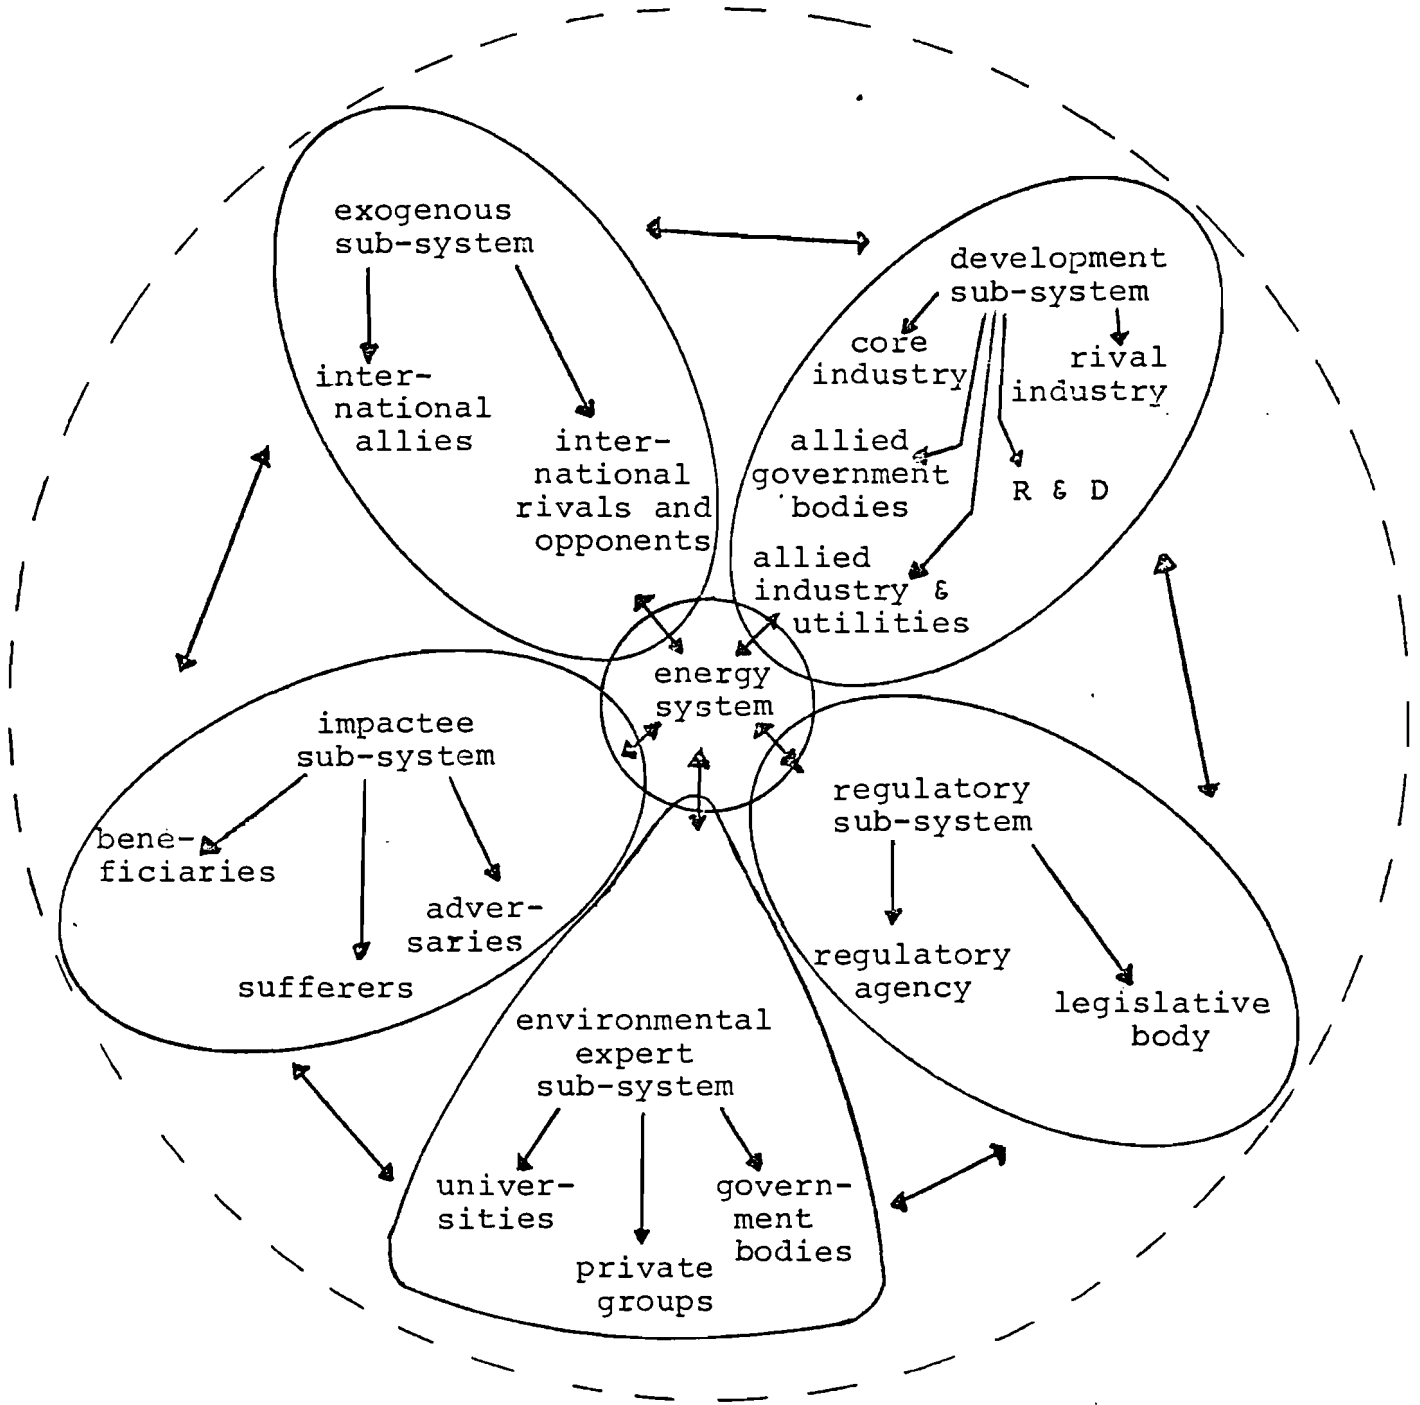 exogenous
sub-system
inter-
national
allies
inter-
national
rivals and
opponents
development
sub-system
core
industry
rival
industry
allied
government
bodies
R & D
allied
industry &
utilities
energy
system
impactee
sub-system
bene-
ficiaries
adver-
saries
sufferers
regulatory
sub-system
regulatory
agency
legislative
body
environmental
expert
sub-system
univer-
sities
govern-
ment
bodies
private
groups